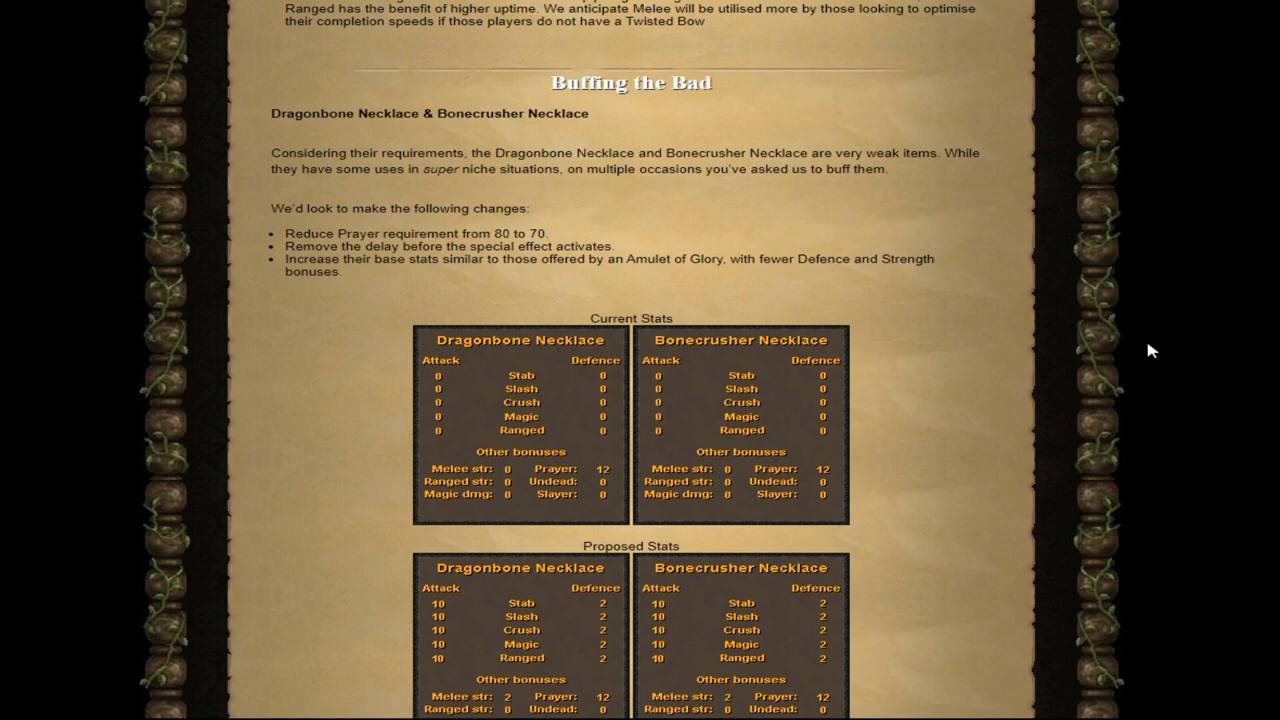 Ranged has the benefit of higher uptime. We anticipate Melee will be utilised more by those looking to optimise
their completion speeds if those players do not have a Twisted Bow
Buffing the Bad
Dragonbone Necklace & Bonecrusher Necklace
Considering their requirements, the Dragonbone Necklace and Bonecrusher Necklace are very weak items. While
they have some uses in super niche situations, on multiple occasions you've asked us to buff them.
We'd look to make the following changes:
• Reduce Prayer requirement from 80 to 70.
• Remove the delay before the special effect activates.
• Increase their base stats similar to those offered by an Amulet of Glory, with fewer Defence and Strength
bonuses.
Current Stats
Dragonbone Necklace
Attack Defence
0 Stab 0
0 Slash 0
0 Crush 0
0 Magic 0
0 Ranged 0
Other bonuses
Melee str: 0 Prayer: 12
Ranged str: 0 Undead: 0
Magic dmg: 0 Slayer: 0
Bonecrusher Necklace
Attack Defence
0 Stab 0
0 Slash 0
0 Crush 0
0 Magic 0
0 Ranged 0
Other bonuses
Melee str: 0 Prayer: 12
Ranged str: 0 Undead: 0
Magic dmg: 0 Slayer: 0
Proposed Stats
Dragonbone Necklace
Attack Defence
10 Stab 2
10 Slash 2
10 Crush 2
10 Magic 2
10 Ranged 2
Other bonuses
Melee str: 2 Prayer: 12
Ranged str: 0 Undead: 0
Bonecrusher Necklace
Attack Defence
10 Stab 2
10 Slash 2
10 Crush 2
10 Magic 2
10 Ranged 2
Other bonuses
Melee str: 2 Prayer: 12
Ranged str: 0 Undead: 0